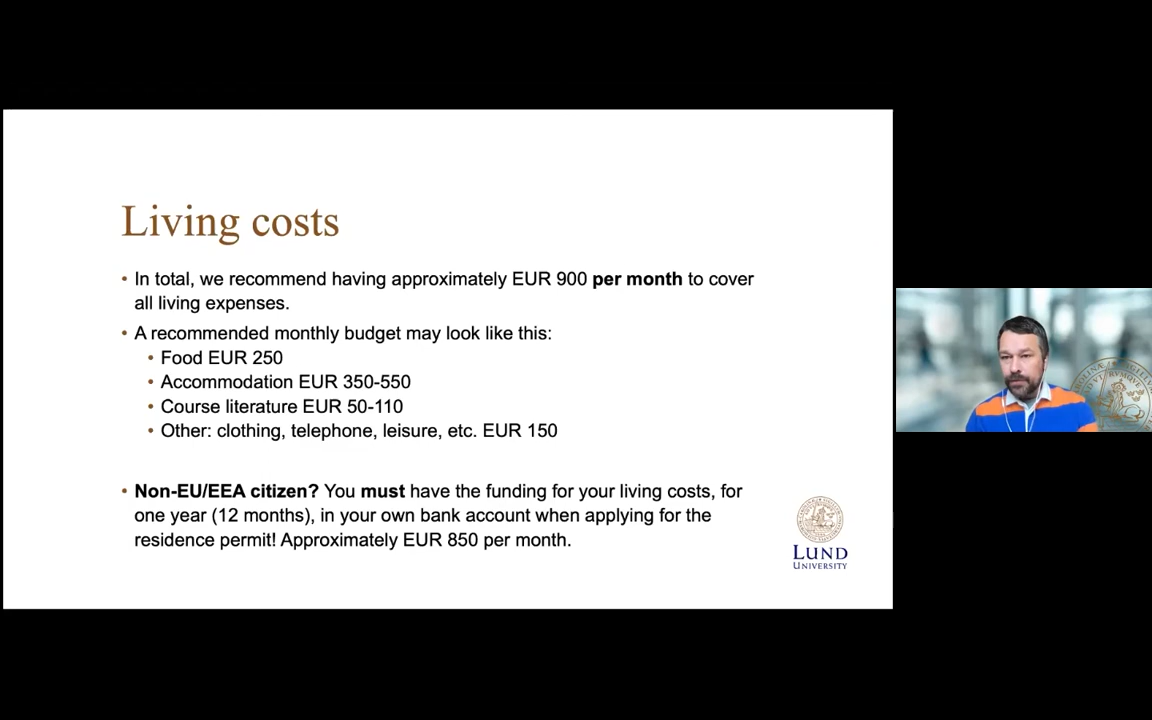 Living costs
• In total, we recommend having approximately EUR 900 per month to cover
all living expenses.
• A recommended monthly budget may look like this:
• Food EUR 250
• Accommodation EUR 350-550
• Course literature EUR 50-110
• Other: clothing, telephone, leisure, etc. EUR 150
• Non-EU/EEA citizen? You must have the funding for your living costs, for
one year (12 months), in your own bank account when applying for the
residence permit! Approximately EUR 850 per month.
LUND
UNIVERSITY